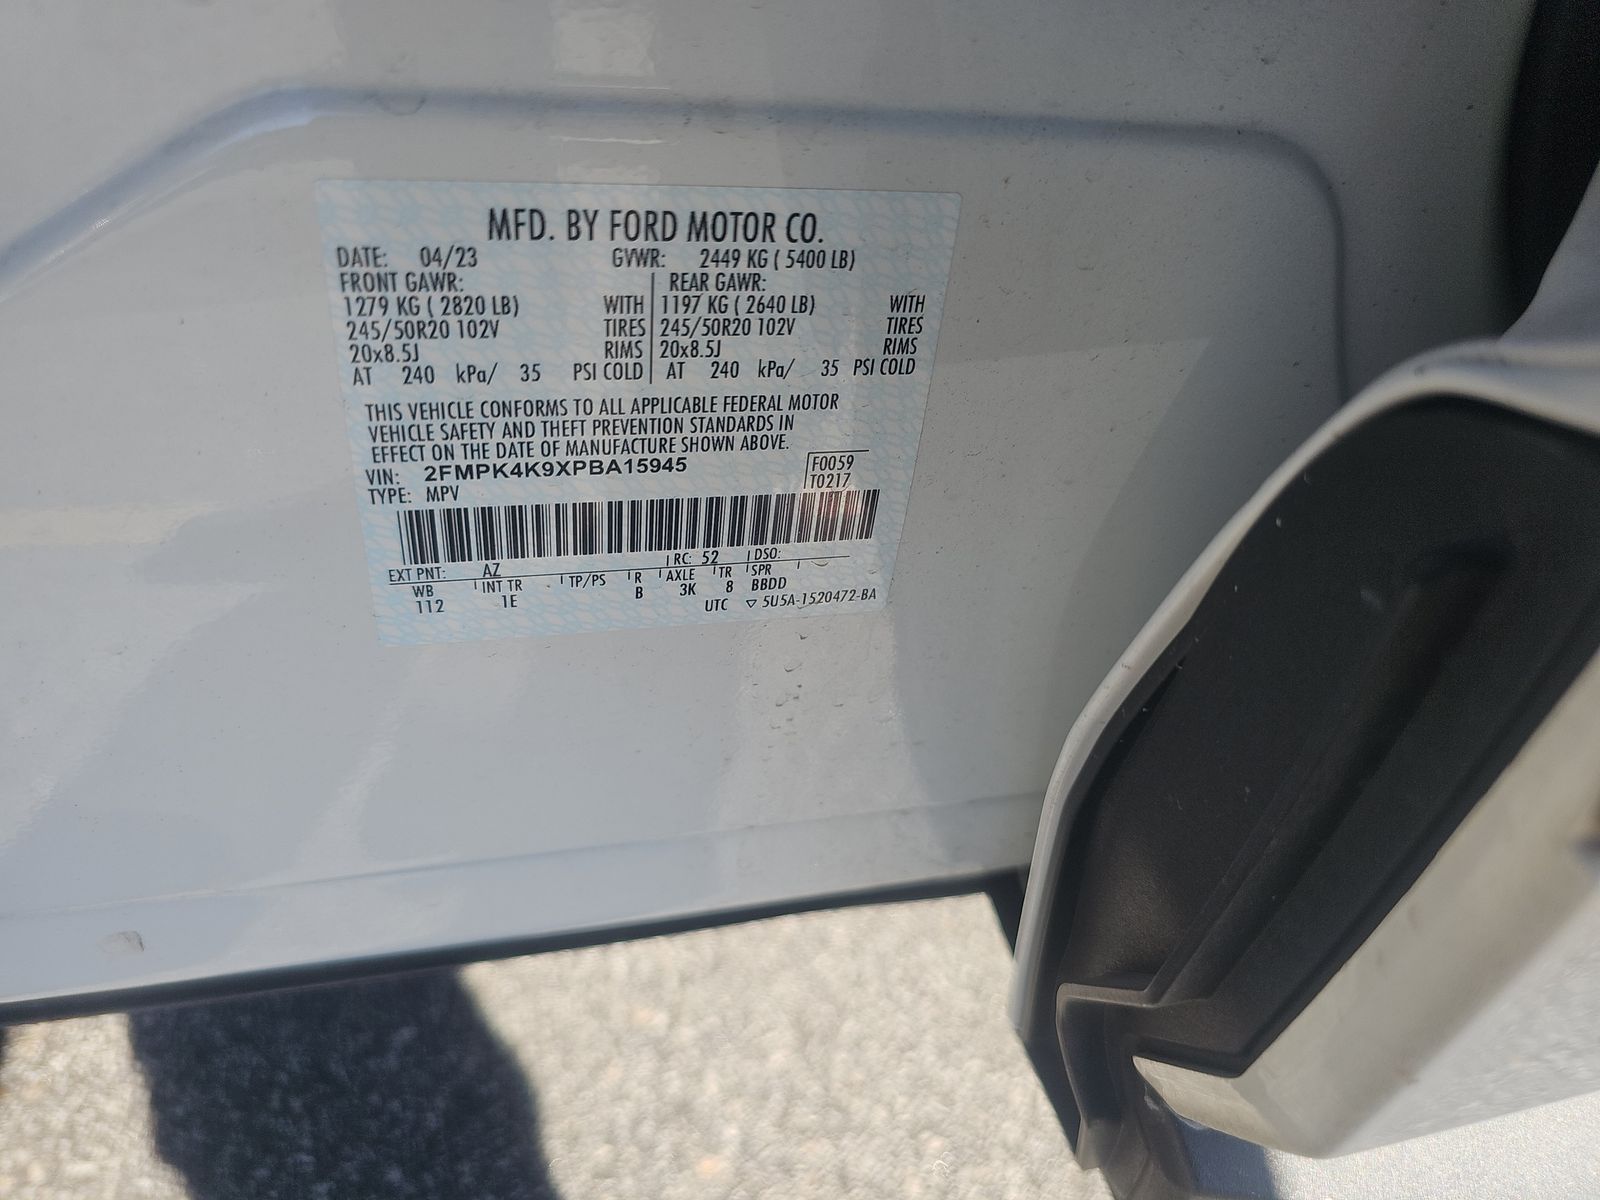 MFD. BY FORD MOTOR CO.
DATE: 04/23 GVWR: 2449 KG ( 5400 LB)
FRONT GAWR: REAR GAWR:
1279 KG ( 2820 LB) WITH 1197 KG ( 2640 LB) WITH
245/50R20 102V TIRES 245/50R20 102V TIRES
20x8.5J RIMS 20x8.5J RIMS
AT 240 kPa/ 35 PSI COLD AT 240 kPa/ 35 PSI COLD
THIS VEHICLE CONFORMS TO ALL APPLICABLE FEDERAL MOTOR
VEHICLE SAFETY AND THEFT PREVENTION STANDARDS IN
EFFECT ON THE DATE OF MANUFACTURE SHOWN ABOVE.
VIN: 2FMPK4K9XPBA15945 F0059
TYPE: MPV T0217
EXT PNT: AZ RC: 52 DSO:
WB INT TR TP/PS R AXLE TR SPR
112 1E B 3K 8 BBDD
UTC ▽ 5U5A-1520472-BA